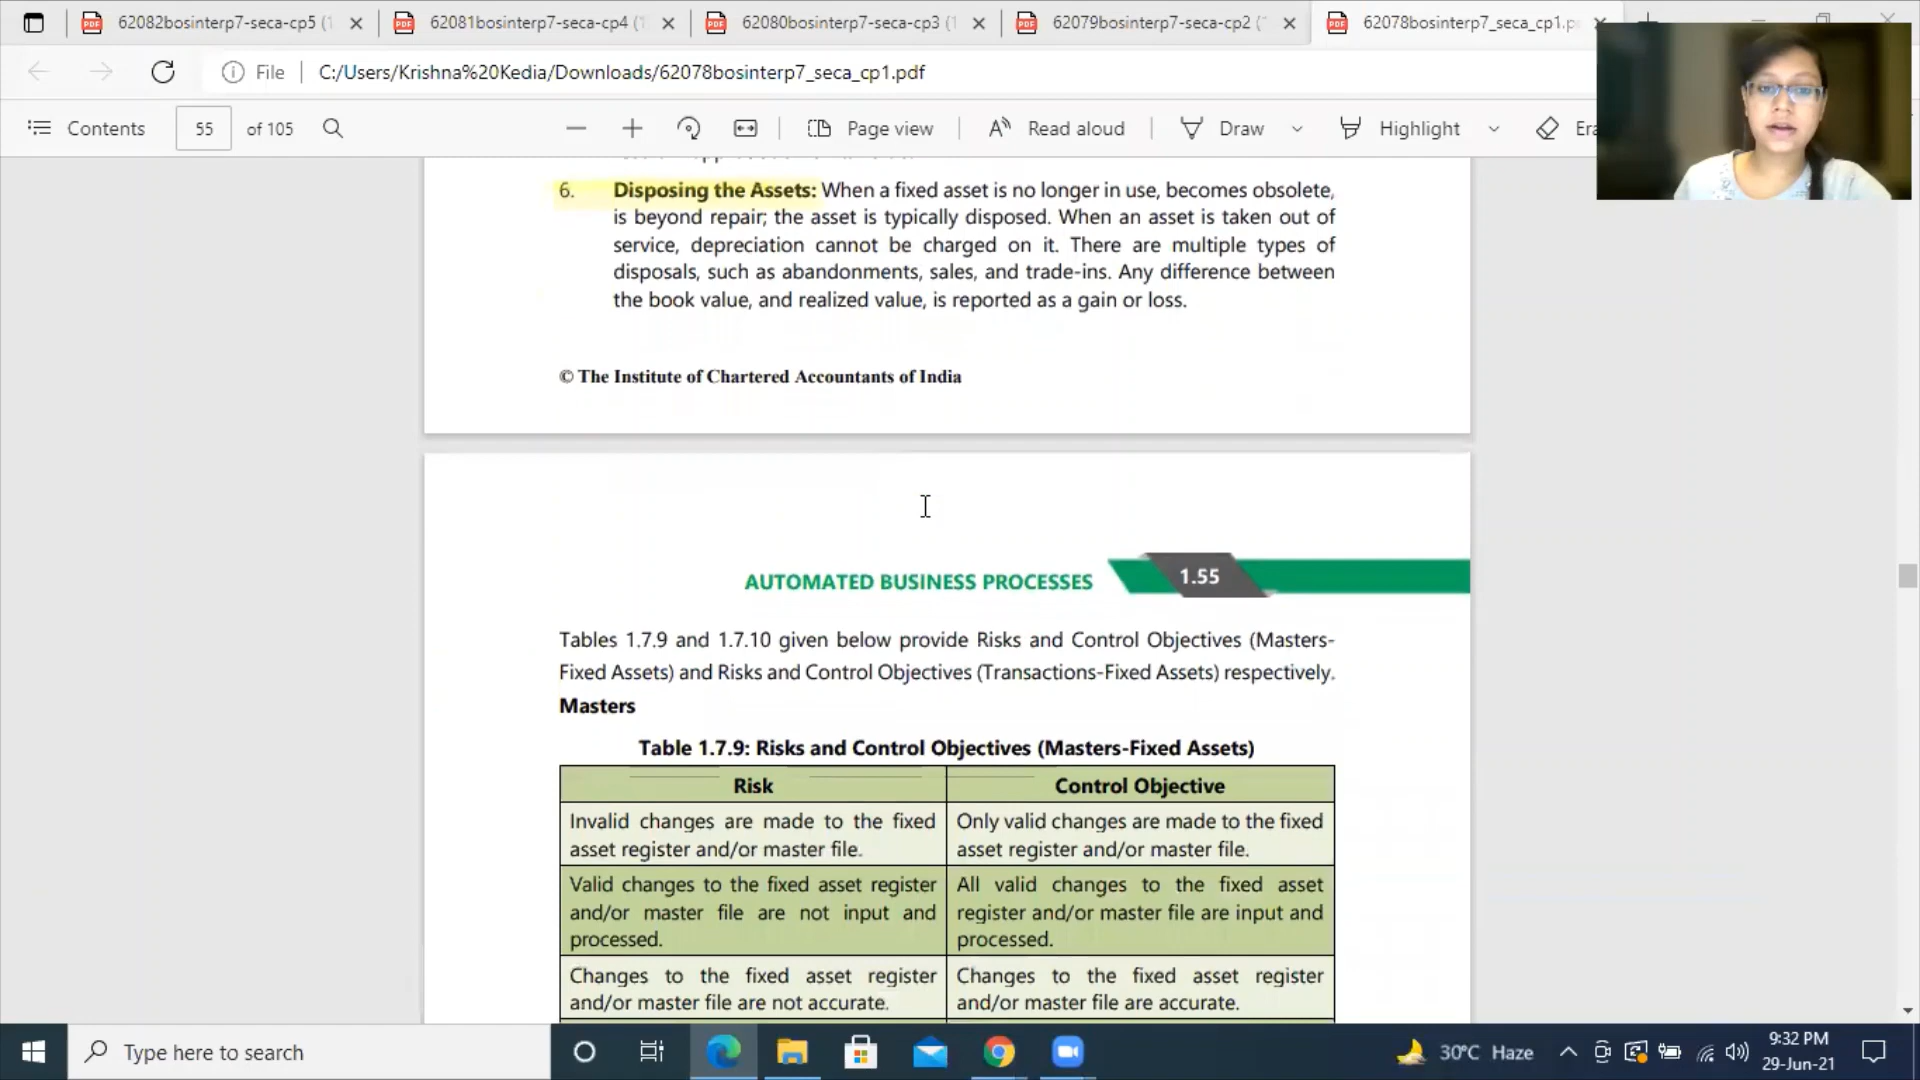 62082bosinterp7-seca-cp5 (1
62081bosinterp7-seca-cp4 (1
62080bosinterp7-seca-cp3 (1
62079bosinterp7-seca-cp2 (
62078bosinterp7_seca_cp1.p
File
C:/Users/Krishna%20Kedia/Downloads/62078bosinterp7_seca_cp1.pdf
Contents
55
of 105
Page view
Read aloud
Draw
Highlight
Era
6. Disposing the Assets: When a fixed asset is no longer in use, becomes obsolete,
is beyond repair; the asset is typically disposed. When an asset is taken out of
service, depreciation cannot be charged on it. There are multiple types of
disposals, such as abandonments, sales, and trade-ins. Any difference between
the book value, and realized value, is reported as a gain or loss.
© The Institute of Chartered Accountants of India
AUTOMATED BUSINESS PROCESSES
1.55
Tables 1.7.9 and 1.7.10 given below provide Risks and Control Objectives (Masters-
Fixed Assets) and Risks and Control Objectives (Transactions-Fixed Assets) respectively.
Masters
Table 1.7.9: Risks and Control Objectives (Masters-Fixed Assets)
Risk
Control Objective
Invalid changes are made to the fixed
asset register and/or master file.
Only valid changes are made to the fixed
asset register and/or master file.
Valid changes to the fixed asset register
and/or master file are not input and
processed.
All valid changes to the fixed asset
register and/or master file are input and
processed.
Changes to the fixed asset register
and/or master file are not accurate.
Changes to the fixed asset register
and/or master file are accurate.
Type here to search
30°C Haze
9:32 PM
29-Jun-21